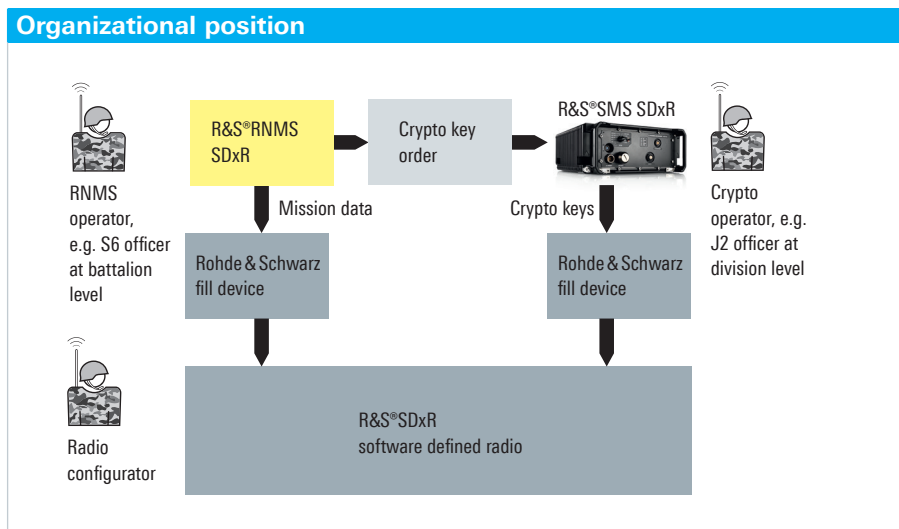 Organizational position
R&S®RNMS
SDxR
Crypto key
order
R&S®SMS SDxR
RNMS
operator,
e.g. S6 officer
at battalion
level
Mission data
Crypto keys
Crypto
operator, e.g.
J2 officer at
division level
Rohde & Schwarz
fill device
Rohde & Schwarz
fill device
Radio
configurator
R&S®SDxR
software defined radio